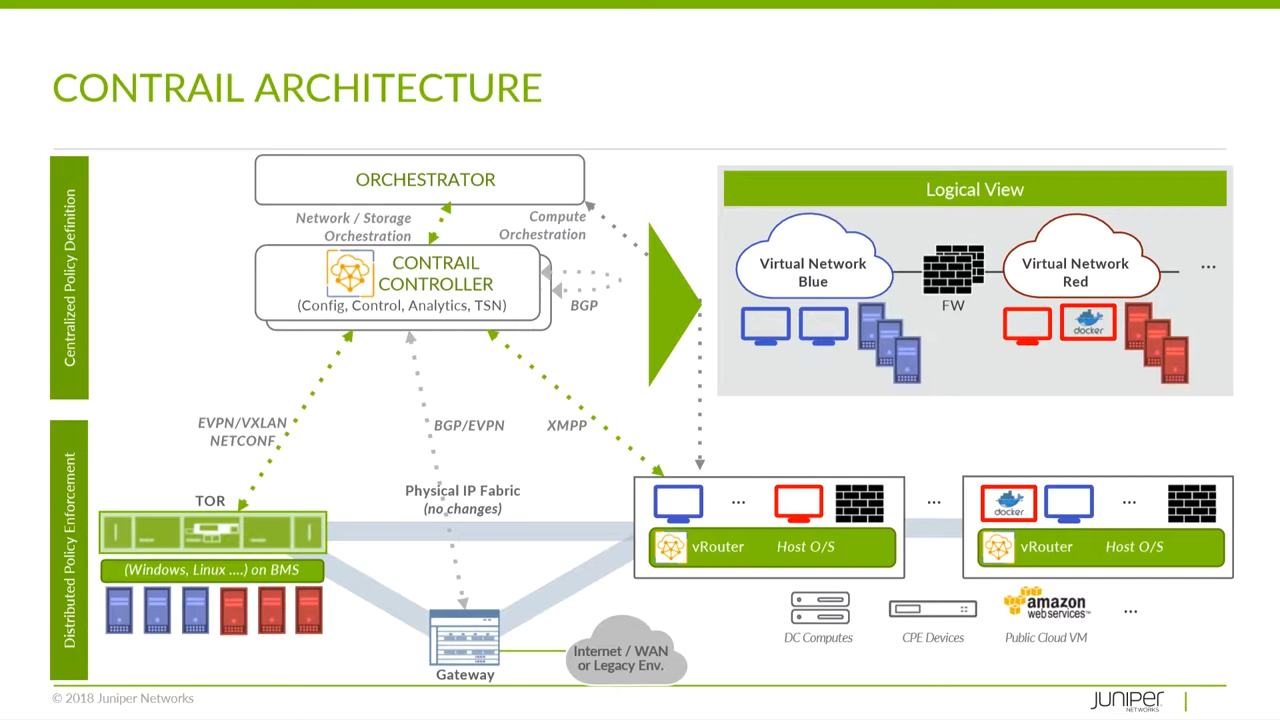 CONTRAIL ARCHITECTURE
Centralized Policy Definition
ORCHESTRATOR
Network / Storage
Orchestration
Compute
Orchestration
CONTRAIL
CONTROLLER
(Config, Control, Analytics, TSN)
BGP
Logical View
Virtual Network
Blue
FW
Virtual Network
Red
...
docker
Distributed Policy Enforcement
EVPN/VXLAN
NETCONF
BGP/EVPN
XMPP
TOR
Physical IP Fabric
(no changes)
(Windows, Linux ....) on BMS
Gateway
Internet / WAN
or Legacy Env.
...
vRouter Host O/S
...
docker
...
vRouter Host O/S
DC Computes
CPE Devices
amazon
webservices™
Public Cloud VM
...
© 2018 Juniper Networks
JUNIPER
NETWORKS